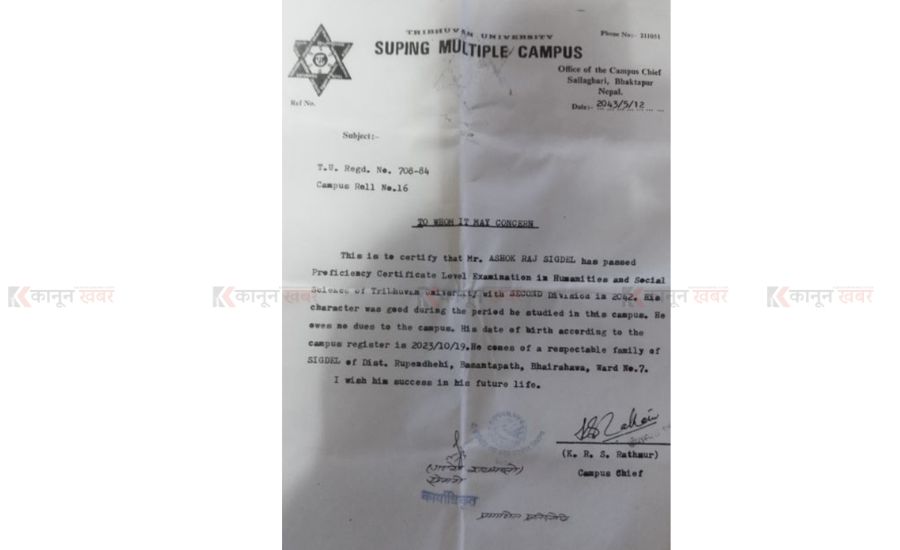 TRIBHUVAN UNIVERSITY
SUPING MULTIPLE CAMPUS
Phone No:- 211051
Office of the Campus Chief
Sallaghari, Bhaktapur
Nepal.
Ref No.
Date:- 2043/5/12
Subject:-
T.U. Regd. No. 708-84
Campus Roll No.16
TO WHOM IT MAY CONCERN
This is to certify that Mr. ASHOK RAJ SIGDEL has passed
Proficiency Certificate Level Examination in Humanities and Social
Science of Tribhuvan University with SECOND Division in 2042. His
character was good during the period he studied in this campus. He
owes no dues to the campus. His date of birth according to the
campus register is 2023/10/19.He comes of a respectable family of
SIGDEL of Dist. Rupendhehi, Basantapath, Bhairahawa, Ward No.7.
I wish him success in his future life.
(K. R. S. Rathaur)
Campus Chief
कार्याधिकृत
कानून खबर
कानून खबर
कानून खबर
कानून खबर